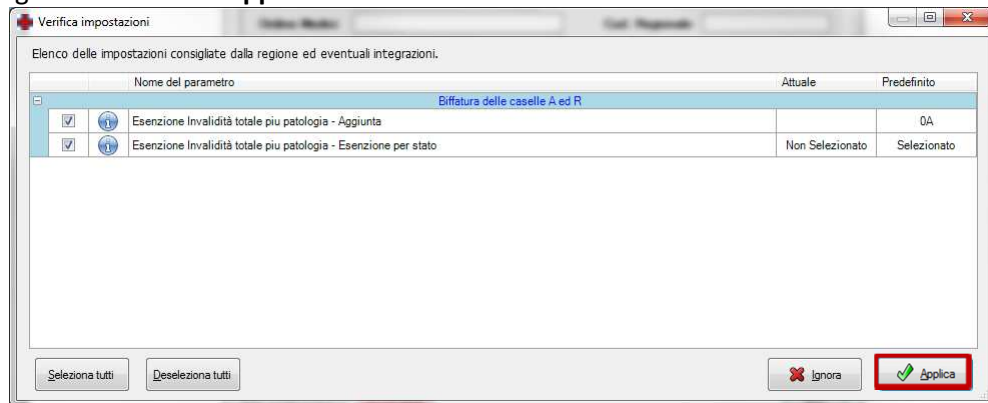 Verifica impostazioni
Elenco delle impostazioni consigliate dalla regione ed eventuali integrazioni.
Nome del parametro Attuale Predefinito
Biffatura delle caselle A ed R
Esenzione Invalidità totale piu patologia - Aggiunta 0A
Esenzione Invalidità totale piu patologia - Esenzione per stato Non Selezionato Selezionato
Seleziona tutti Deseleziona tutti Ignora Applica